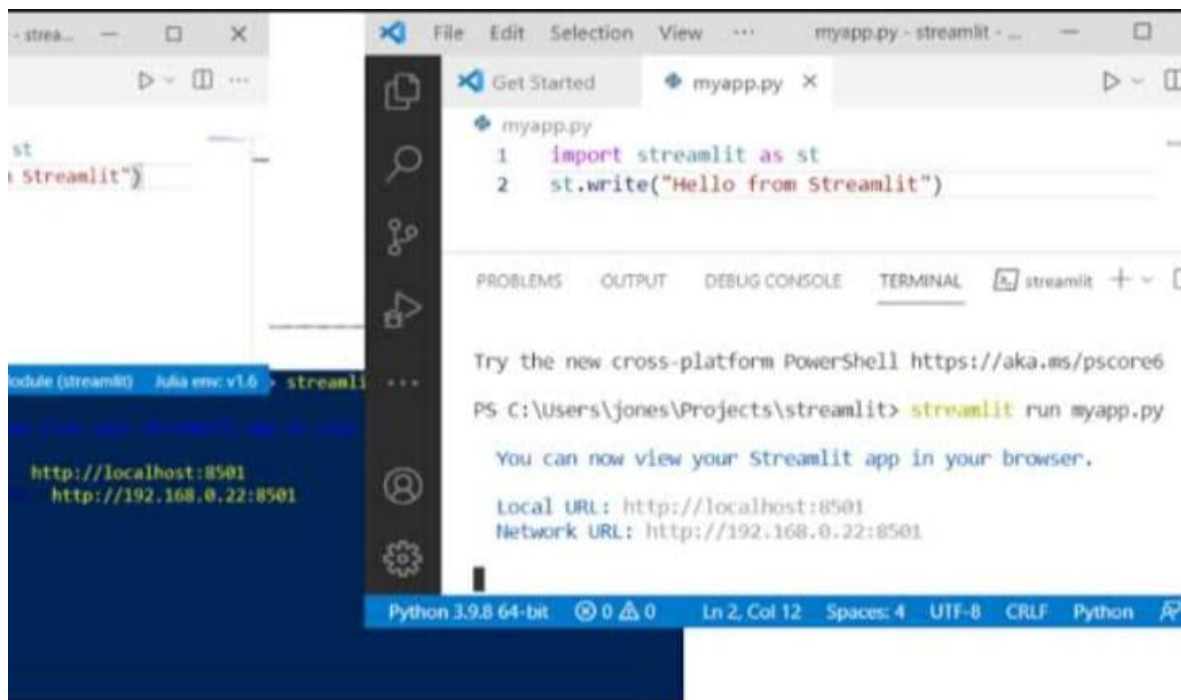 - strea...
st
Streamlit")
odule (streamlit) Julia env: v1.6
streamli
http://localhost:8501
http://192.168.0.22:8501
File Edit Selection View ··· myapp.py - streamlit - ...
Get Started myapp.py
myapp.py
1 import streamlit as st
2 st.write("Hello from Streamlit")
PROBLEMS OUTPUT DEBUG CONSOLE TERMINAL streamlit
Try the new cross-platform PowerShell https://aka.ms/pscore6
PS C:\Users\jones\Projects\streamlit> streamlit run myapp.py
You can now view your Streamlit app in your browser.
Local URL: http://localhost:8501
Network URL: http://192.168.0.22:8501
Python 3.9.8 64-bit 0 0 Ln 2, Col 12 Spaces: 4 UTF-8 CRLF Python